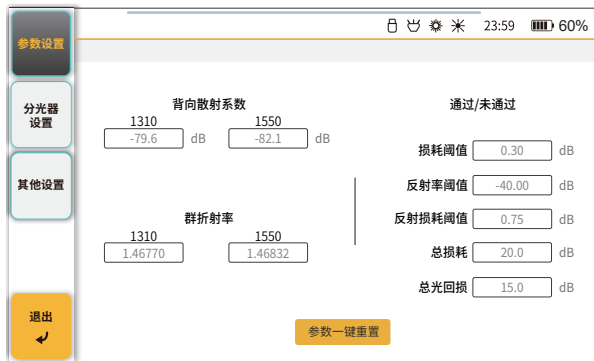 23:59 60%
参数设置
分光器
设置
其他设置
退出
背向散射系数
1310 1550
-79.6 dB -82.1 dB
群折射率
1310 1550
1.46770 1.46832
通过/未通过
损耗阈值 0.30 dB
反射率阈值 -40.00 dB
反射损耗阈值 0.75 dB
总损耗 20.0 dB
总光回损 15.0 dB
参数一键重置